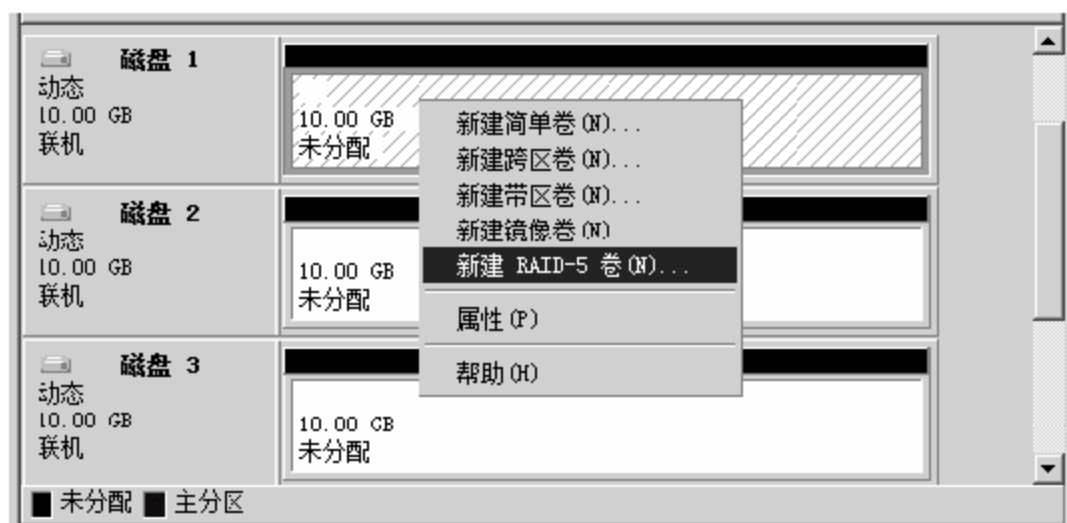 磁盘 1
动态
10.00 GB
联机
10.00 GB
未分配
新建简单卷(N)...
新建跨区卷(N)...
新建带区卷(N)...
新建镜像卷(N)
新建 RAID-5 卷(N)...
属性(P)
帮助(H)
磁盘 2
动态
10.00 GB
联机
10.00 GB
未分配
磁盘 3
动态
10.00 GB
联机
10.00 GB
未分配
未分配 主分区